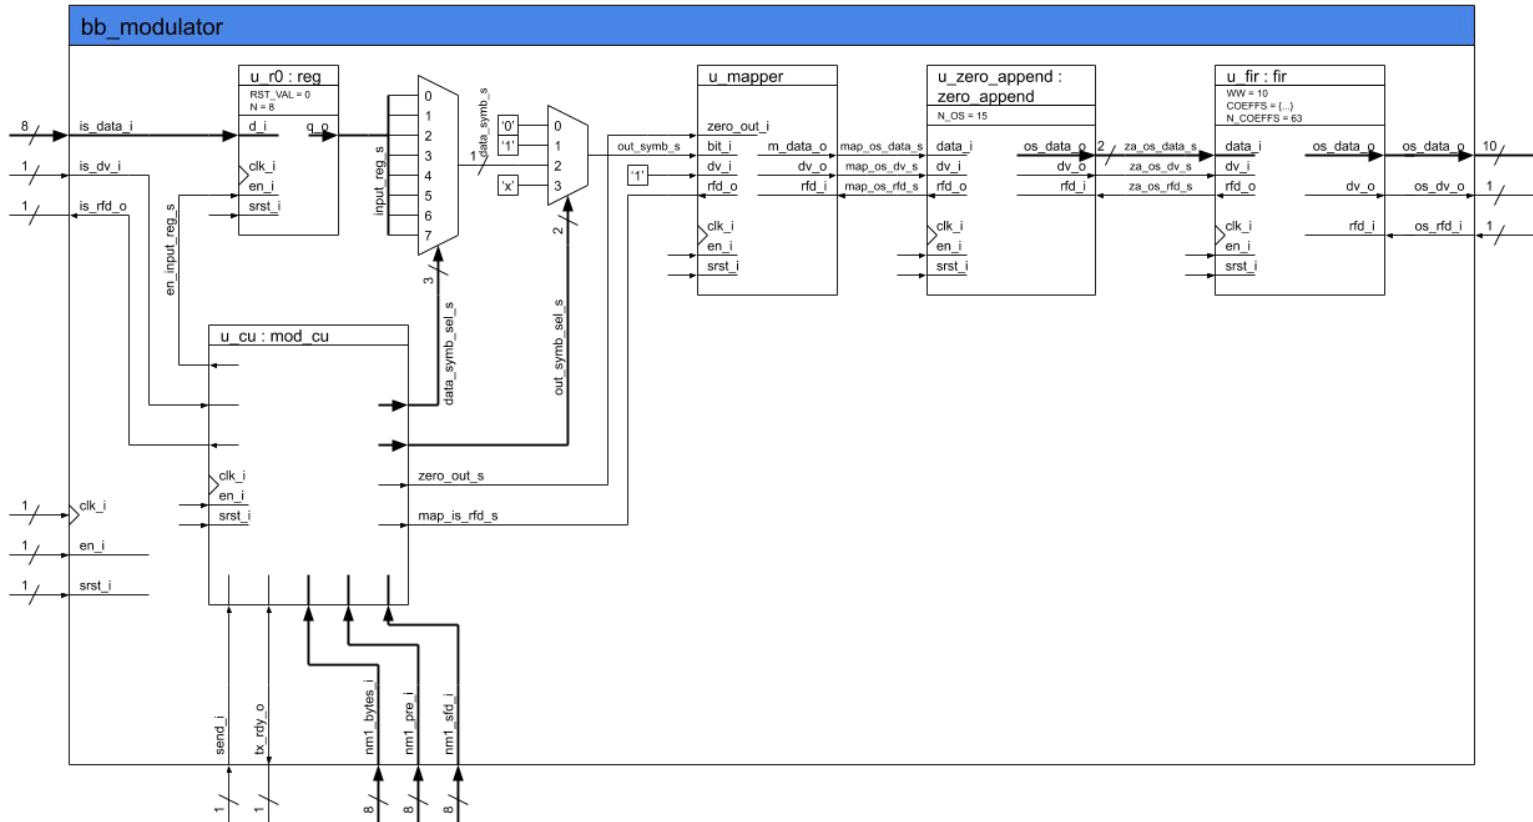 bb_modulator
u_r0 : reg
RST_VAL = 0
N = 8
8
is_data_i
d_i
q_o
1
is_dv_i
clk_i
en_i
1
is_rfd_o
srst_i
en_input_reg_s
input_reg_s
0
1
2
3
4
5
6
7
3
data_symb_sel_s
1
data_symb_s
'0'
'1'
'x'
0
1
2
3
2
out_symb_sel_s
out_symb_s
'1'
u_mapper
zero_out_i
bit_i
m_data_o
dv_i
dv_o
rfd_o
rfd_i
clk_i
en_i
srst_i
map_os_data_s
map_os_dv_s
map_os_rfd_s
u_zero_append :
zero_append
N_OS = 15
data_i
os_data_o
dv_i
dv_o
rfd_o
rfd_i
clk_i
en_i
srst_i
2
za_os_data_s
za_os_dv_s
za_os_rfd_s
u_fir : fir
WW = 10
COEFFS = {...}
N_COEFFS = 63
data_i
os_data_o
dv_i
rfd_o
dv_o
rfd_i
clk_i
en_i
srst_i
os_data_o
10
os_dv_o
1
os_rfd_i
1
u_cu : mod_cu
clk_i
en_i
srst_i
zero_out_s
map_is_rfd_s
1
clk_i
1
en_i
1
srst_i
send_i
1
tx_rdy_o
1
nm1_bytes_i
8
nm1_pre_i
8
nm1_sfd_i
8